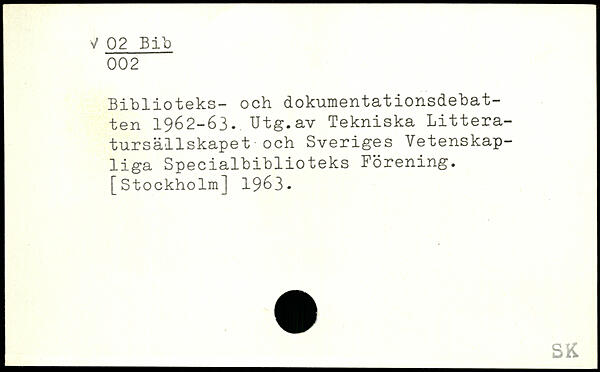 √ 02 Bib
002
Biblioteks- och dokumentationsdebat-
ten 1962-63. Utg.av Tekniska Littera-
tursällskapet och Sveriges Vetenskap-
liga Specialbiblioteks Förening.
[Stockholm] 1963.
SK